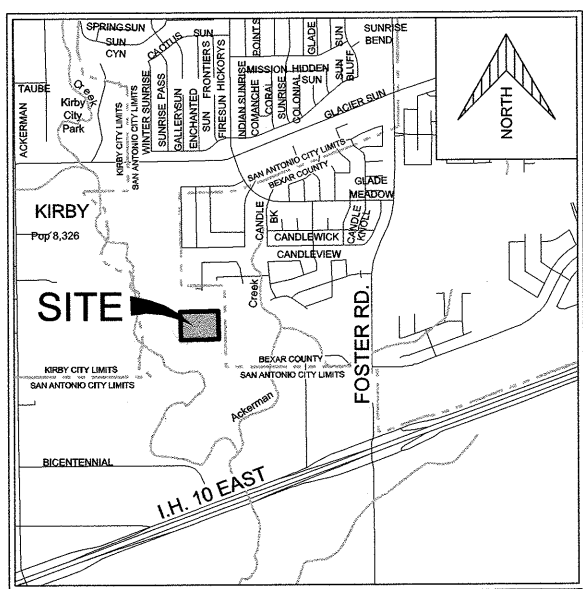 SPRING SUN
SUN
CYN
CACTUS
SUN
POINTS
GLADE
SUN
SUNRISE
BEND
TAUBE
ACKERMAN
Creek
Kirby
City
Park
KIRBY CITY LIMITS
SAN ANTONIO CITY LIMITS
WINTER SUNRISE
SUNRISE PASS
GALLERY SUN
ENCHANTED
SUN FRONTIERS
FIRESUN HICKORYS
INDIAN SUNRISE
COMANCHE
MISSION
CORAL
SUNRISE
COLONIAL
HIDDEN
SUN
SUN
BLUFF
GLACIER SUN
NORTH
SAN ANTONIO CITY LIMITS
BEXAR COUNTY
GLADE
MEADOW
KIRBY
Pop 8,326
CANDLE
BK
CANDLE
KNOLL
CANDLEWICK
CANDLEVIEW
SITE
Creek
FOSTER RD.
KIRBY CITY LIMITS
SAN ANTONIO CITY LIMITS
BEXAR COUNTY
SAN ANTONIO CITY LIMITS
Ackerman
BICENTENNIAL
I.H. 10 EAST